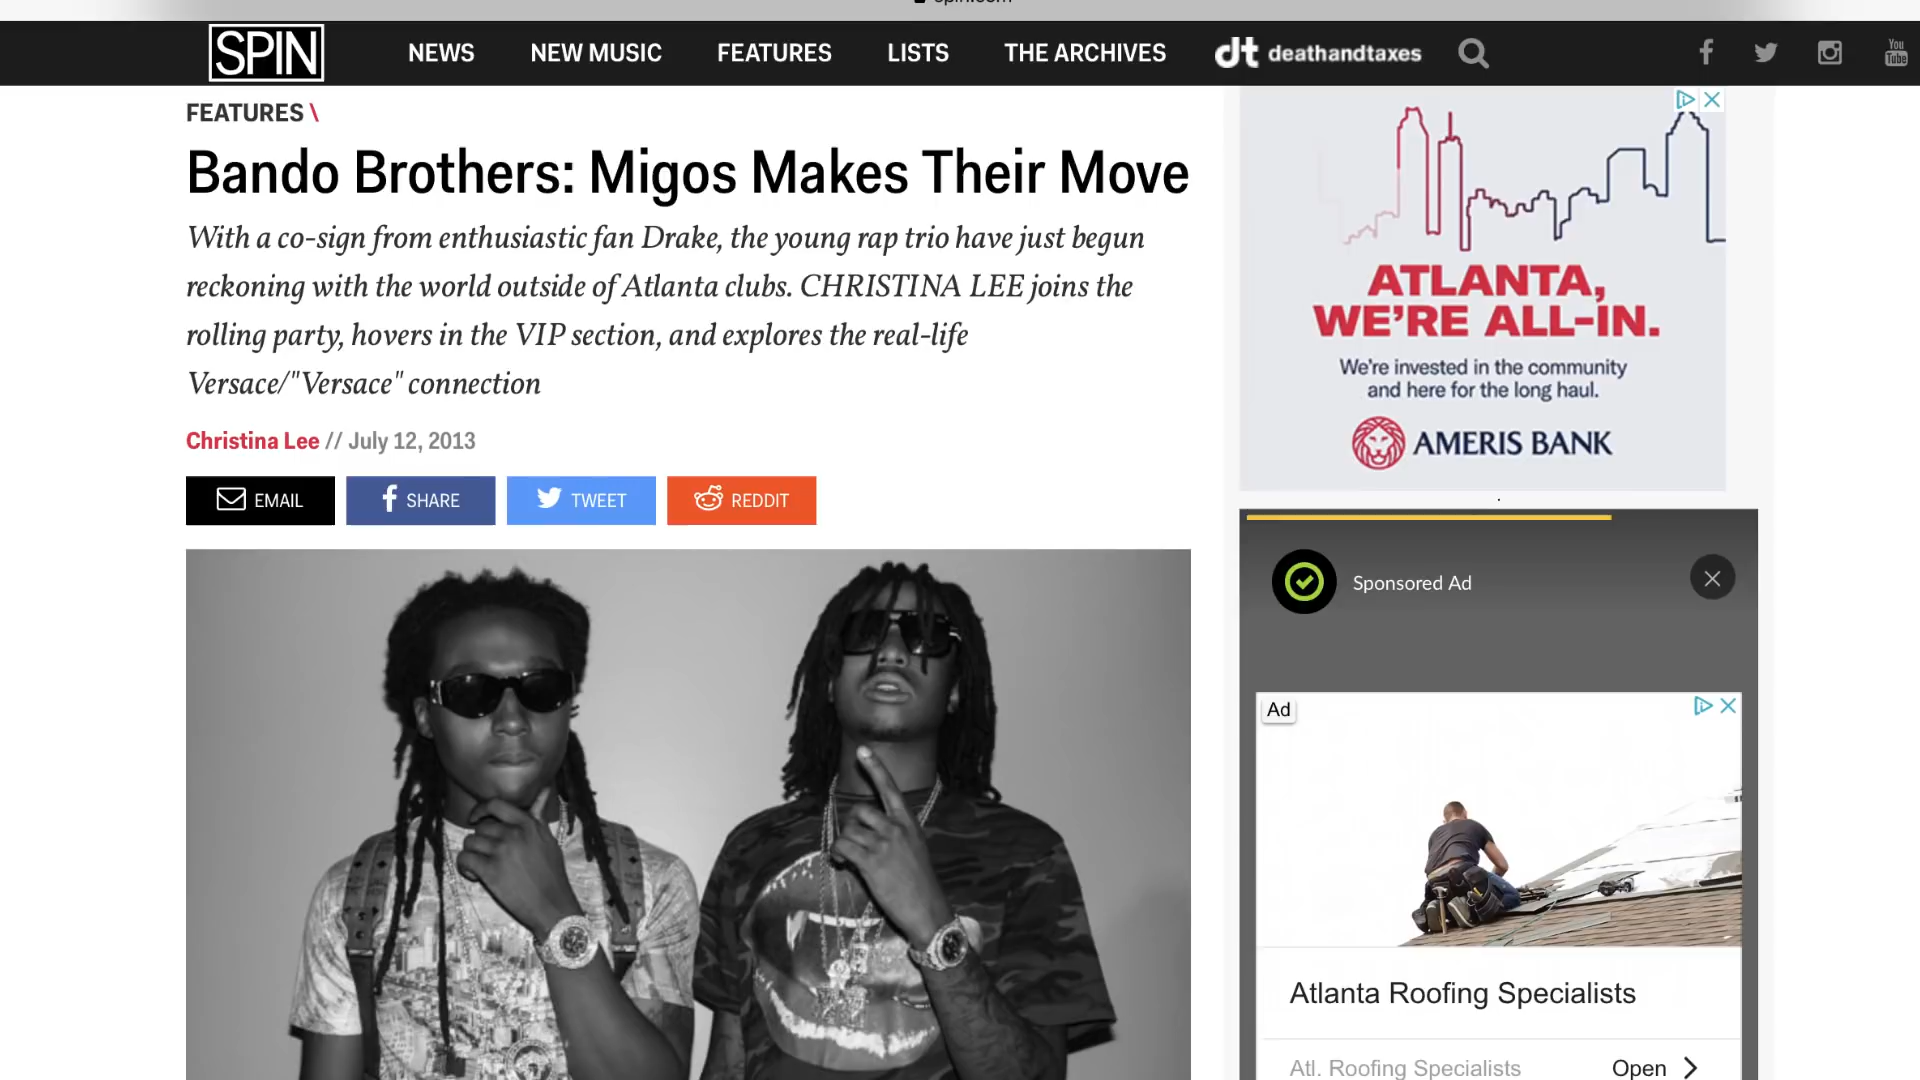 SPIN NEWS NEW MUSIC FEATURES LISTS THE ARCHIVES dt deathandtaxes You Tube
FEATURES \
Bando Brothers: Migos Makes Their Move
With a co-sign from enthusiastic fan Drake, the young rap trio have just begun
reckoning with the world outside of Atlanta clubs. CHRISTINA LEE joins the
rolling party, hovers in the VIP section, and explores the real-life
Versace/"Versace" connection
Christina Lee // July 12, 2013
EMAIL SHARE TWEET REDDIT
ATLANTA,
WE'RE ALL-IN.
We're invested in the community
and here for the long haul.
AMERIS BANK
Sponsored Ad
Ad
Atlanta Roofing Specialists
Atl. Roofing Specialists Open